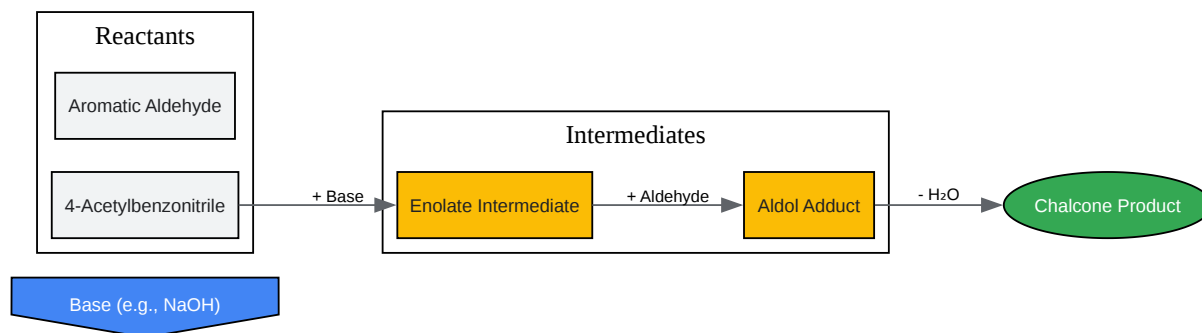 Reactants
Aromatic Aldehyde
4-Acetylbenzonitrile
+ Base
Intermediates
Enolate Intermediate
+ Aldehyde
Aldol Adduct
- H₂O
Chalcone Product
Base (e.g., NaOH)